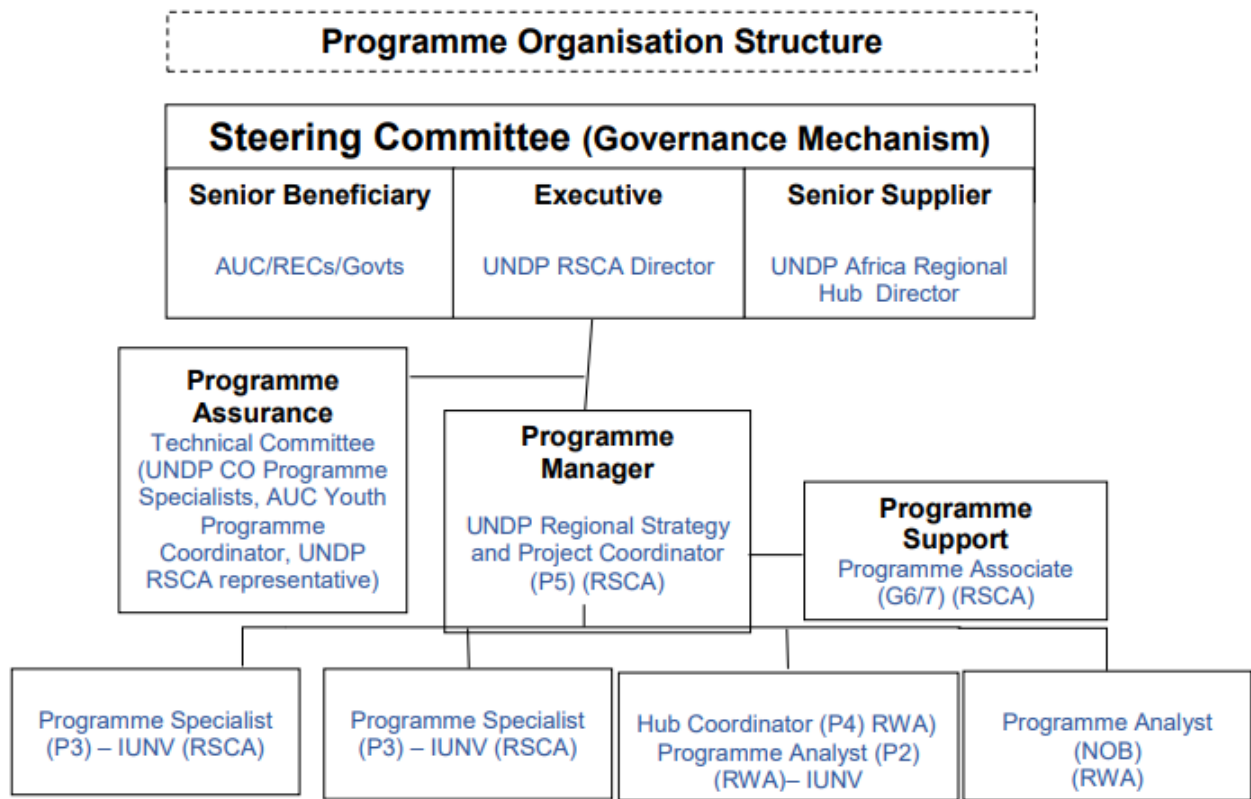 Programme Organisation Structure
Steering Committee (Governance Mechanism)
Senior Beneficiary
AUC/RECs/Govts
Executive
UNDP RSCA Director
Senior Supplier
UNDP Africa Regional
Hub Director
Programme
Assurance
Technical Committee
(UNDP CO Programme
Specialists, AUC Youth
Programme
Coordinator, UNDP
RSCA representative)
Programme
Manager
UNDP Regional Strategy
and Project Coordinator
(P5) (RSCA)
Programme
Support
Programme Associate
(G6/7) (RSCA)
Programme Specialist
(P3) – IUNV (RSCA)
Programme Specialist
(P3) – IUNV (RSCA)
Hub Coordinator (P4) RWA)
Programme Analyst (P2)
(RWA)– IUNV
Programme Analyst
(NOB)
(RWA)